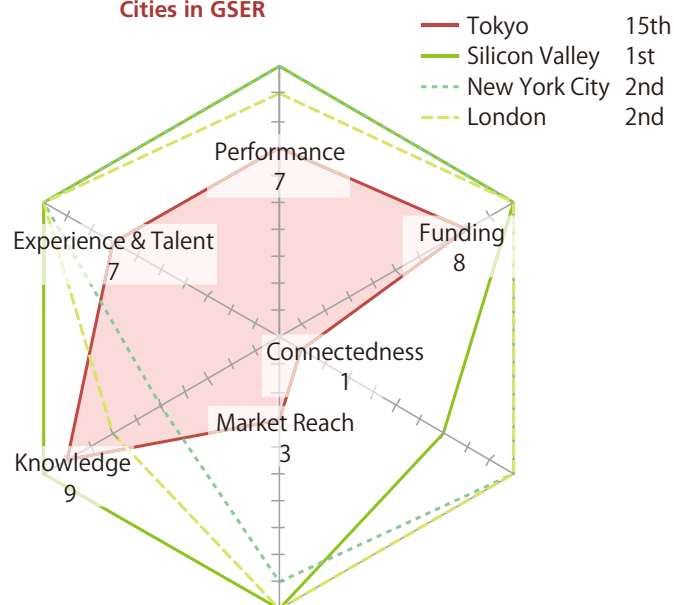 Cities in GSER
Tokyo 15th
Silicon Valley 1st
New York City 2nd
London 2nd
Performance
7
Funding
8
Experience & Talent
7
Connectedness
1
Market Reach
3
Knowledge
9